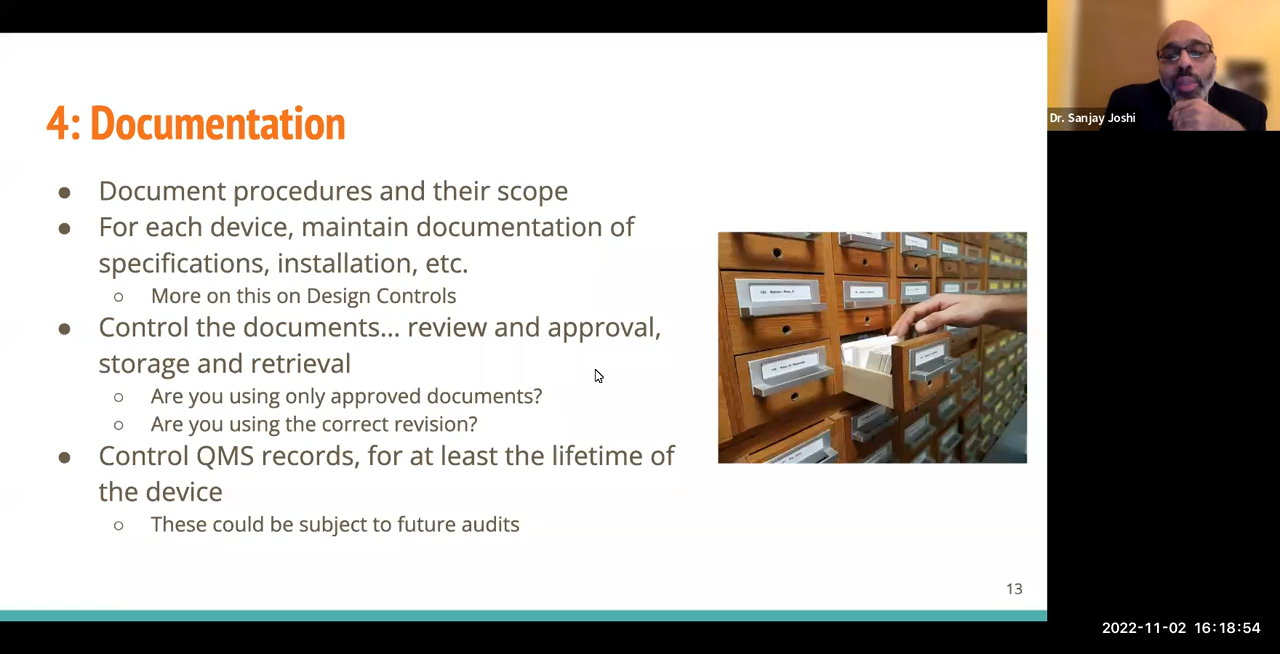 4: Documentation
● Document procedures and their scope
● For each device, maintain documentation of
specifications, installation, etc.
○ More on this on Design Controls
● Control the documents... review and approval,
storage and retrieval
○ Are you using only approved documents?
○ Are you using the correct revision?
● Control QMS records, for at least the lifetime of
the device
○ These could be subject to future audits
13
Dr. Sanjay Joshi
2022-11-02 16:18:54